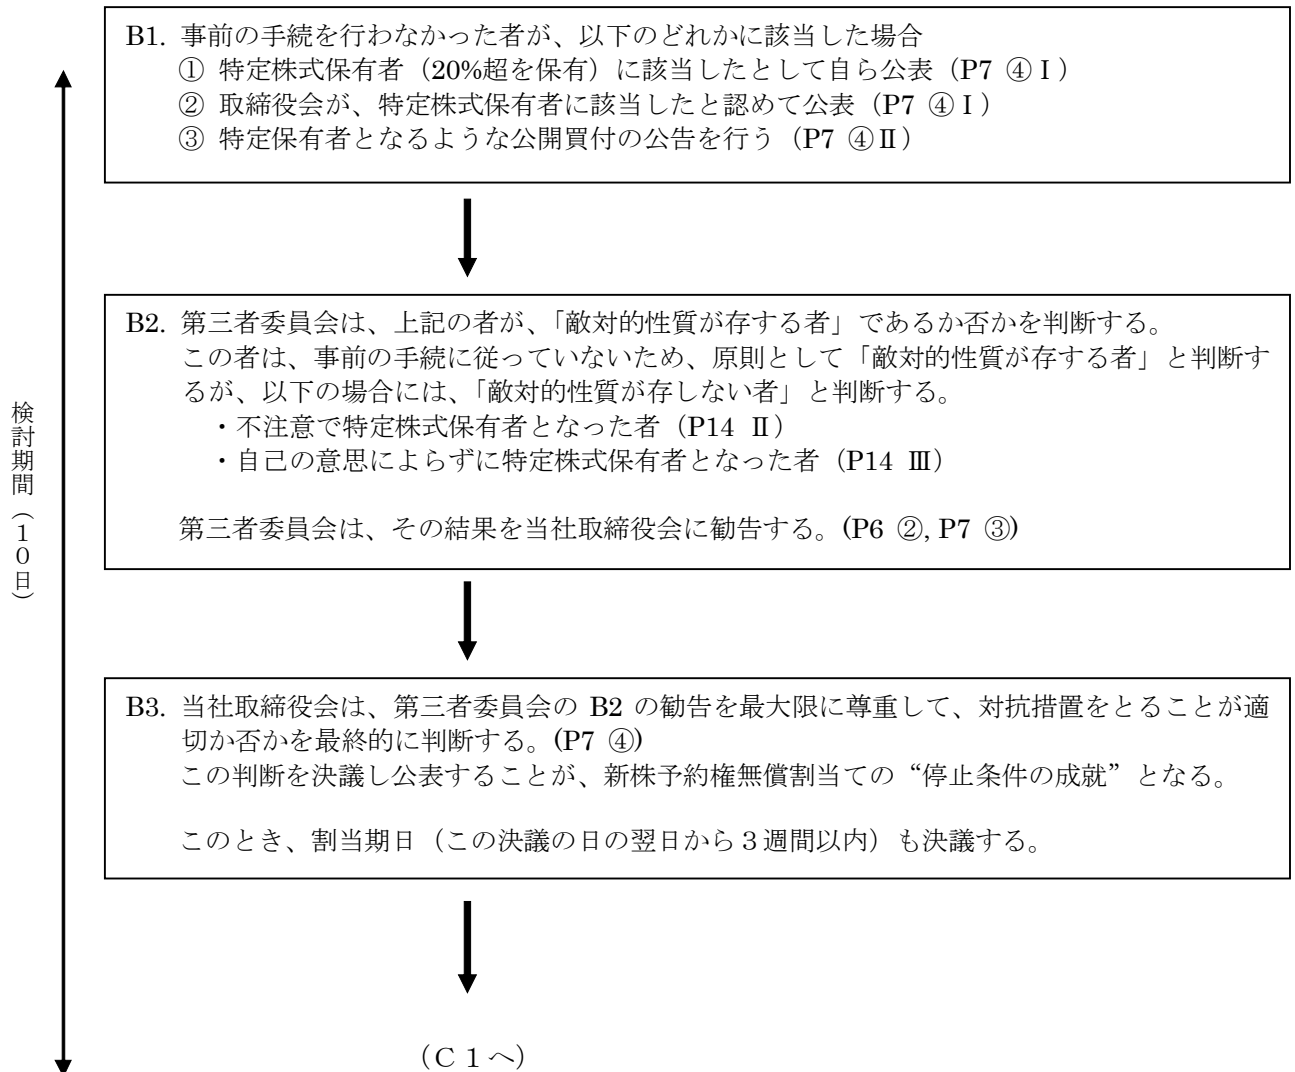 B1. 事前の手続を行わなかった者が、以下のどれかに該当した場合
① 特定株式保有者（20%超を保有）に該当したとして自ら公表（P7 ④Ⅰ）
② 取締役会が、特定株式保有者に該当したと認めて公表（P7 ④Ⅰ）
③ 特定保有者となるような公開買付の公告を行う（P7 ④Ⅱ）
B2. 第三者委員会は、上記の者が、「敵対的性質が存する者」であるか否かを判断する。
この者は、事前の手続に従っていないため、原則として「敵対的性質が存する者」と判断す
るが、以下の場合には、「敵対的性質が存しない者」と判断する。
・不注意で特定株式保有者となった者（P14 Ⅱ）
・自己の意思によらずに特定株式保有者となった者（P14 Ⅲ）
第三者委員会は、その結果を当社取締役会に勧告する。(P6 ②, P7 ③)
検討期間（１０日）
B3. 当社取締役会は、第三者委員会の B2 の勧告を最大限に尊重して、対抗措置をとることが適
切か否かを最終的に判断する。(P7 ④)
この判断を決議し公表することが、新株予約権無償割当ての“停止条件の成就”となる。
このとき、割当期日（この決議の日の翌日から３週間以内）も決議する。
（Ｃ１へ）